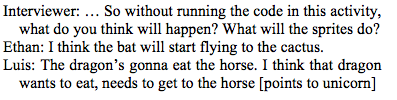 Interviewer: … So without running the code in this activity,
what do you think will happen? What will the sprites do?
Ethan: I think the bat will start flying to the cactus.
Luis: The dragon’s gonna eat the horse. I think that dragon
wants to eat, needs to get to the horse [points to unicorn]